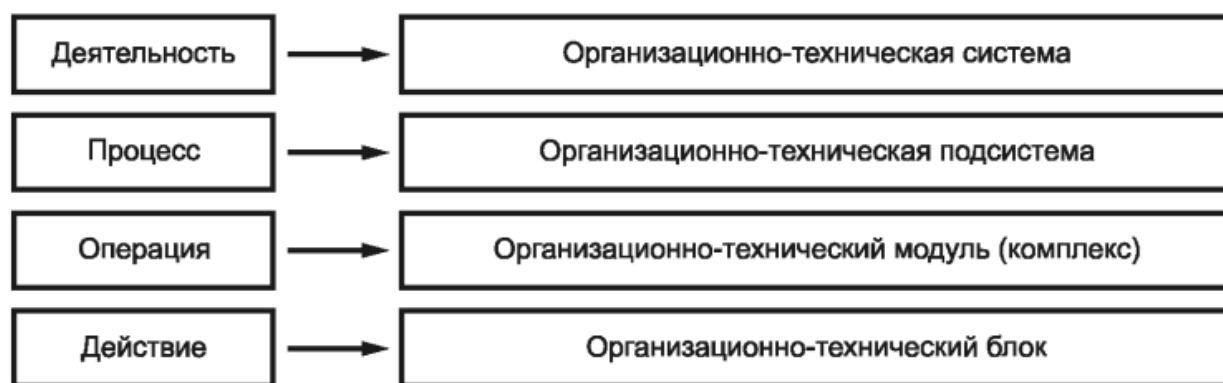 Деятельность
Организационно-техническая система
Процесс
Организационно-техническая подсистема
Операция
Организационно-технический модуль (комплекс)
Действие
Организационно-технический блок